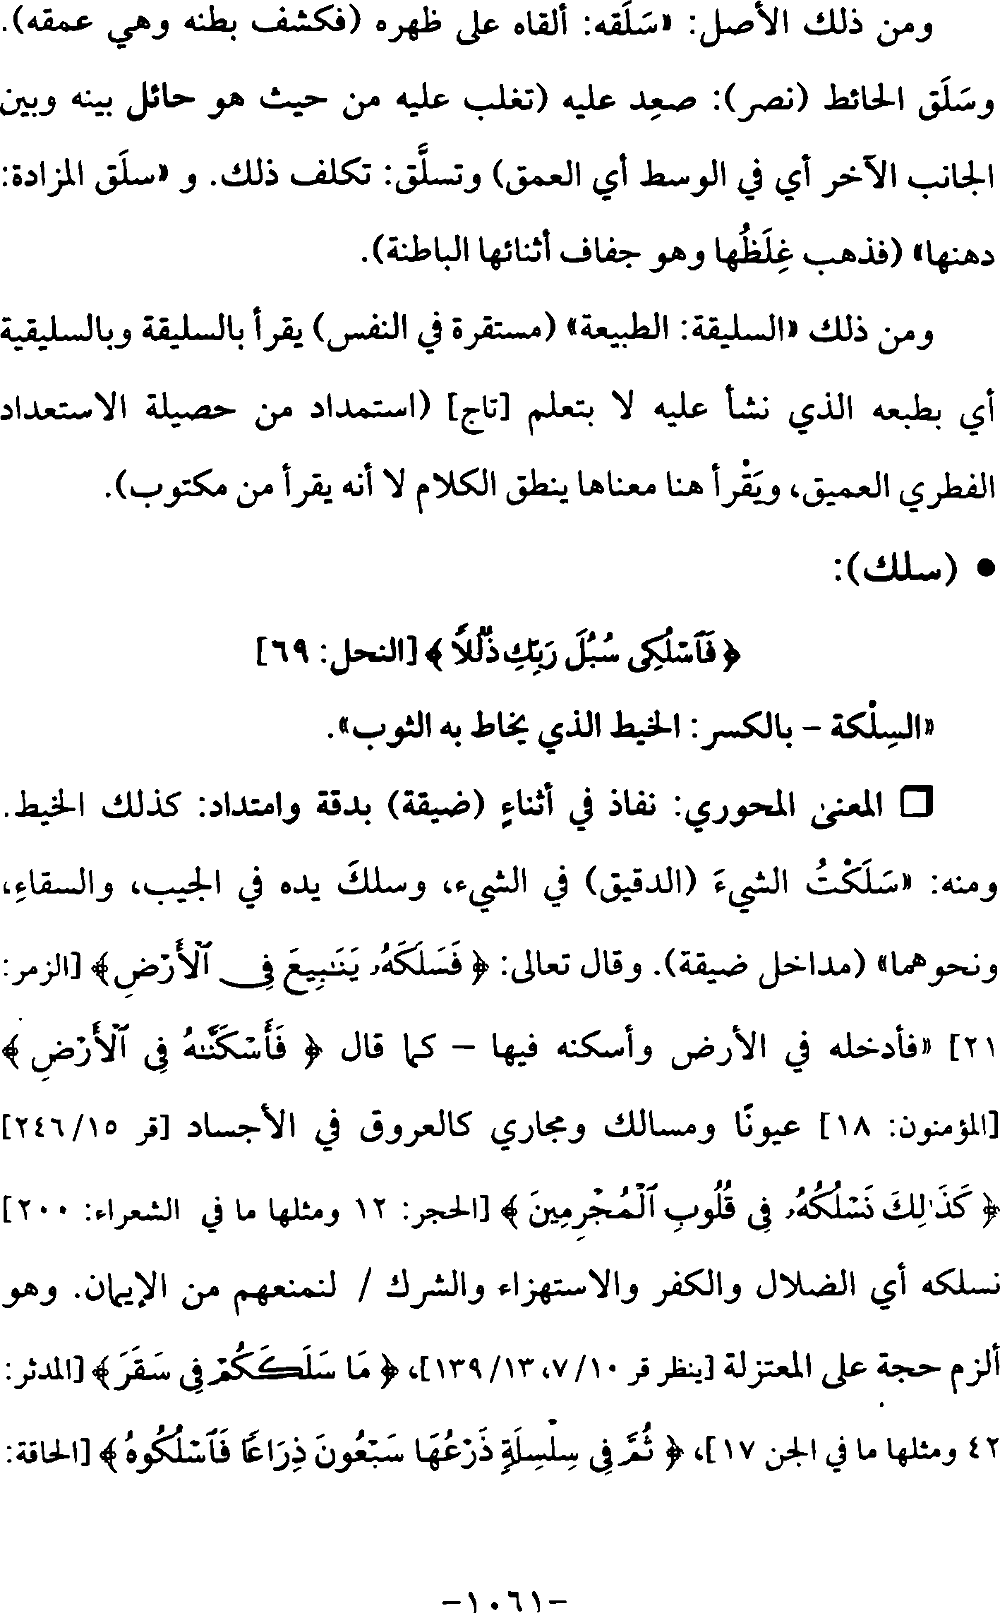 ومن ذلك الأصل: «سَلَقه: ألقاه على ظهره (فكشف بطنه وهي عمقه).
وسَلَق الحائط (نصر): صعِد عليه (تغلب عليه من حيث هو حائل بينه وبين
الجانب الآخر أي في الوسط أي العمق) وتسلَّق: تكلف ذلك. و «سلَق المزادة:
دهنها» (فذهب غِلَظُها وهو جفاف أثنائها الباطنة).
ومن ذلك «السليقة: الطبيعة» (مستقرة في النفس) يقرأ بالسليقة وبالسليقية
أي بطبعه الذي نشأ عليه لا بتعلم [تاج] (استمداد من حصيلة الاستعداد
الفطري العميق، ويَقْرأ هنا معناها ينطق الكلام لا أنه يقرأ من مكتوب).
• (سلك):
﴿ فَٱسْلُكِى سُبُلَ رَبِّكِ ذُلُلًا ﴾ [النحل: ٦٩]
«السِلْكة – بالكسر: الخيط الذي يخاط به الثوب».
□ المعنى المحوري: نفاذ في أثناءٍ (ضيقة) بدقة وامتداد: كذلك الخيط.
ومنه: «سَلَكْتُ الشيءَ (الدقيق) في الشيء، وسلكَ يده في الجيب، والسقاءِ،
ونحوهما» (مداخل ضيقة). وقال تعالى: ﴿ فَسَلَكَهُۥ يَنَـٰبِيعَ فِى ٱلْأَرْضِ ﴾ [الزمر:
٢١] «فأدخله في الأرض وأسكنه فيها – كما قال ﴿ فَأَسْكَنَّـٰهُ فِى ٱلْأَرْضِ ﴾
[المؤمنون: ١٨] عيونًا ومسالك ومجاري كالعروق في الأجساد [قر ١٥/٢٤٦]
﴿ كَذَٰلِكَ نَسْلُكُهُۥ فِى قُلُوبِ ٱلْمُجْرِمِينَ ﴾ [الحجر: ١٢ ومثلها ما في الشعراء: ٢٠٠]
نسلكه أي الضلال والكفر والاستهزاء والشرك / لنمنعهم من الإيمان. وهو
ألزم حجة على المعتزلة [ينظر قر ١٠/٧، ١٣/١٣٩]، ﴿ مَا سَلَكَكُمْ فِى سَقَرَ ﴾ [المدثر:
٤٢ ومثلها ما في الجن ١٧]، ﴿ ثُمَّ فِى سِلْسِلَةٍ ذَرْعُهَا سَبْعُونَ ذِرَاعًا فَٱسْلُكُوهُ ﴾ [الحاقة:
-١٠٦١-